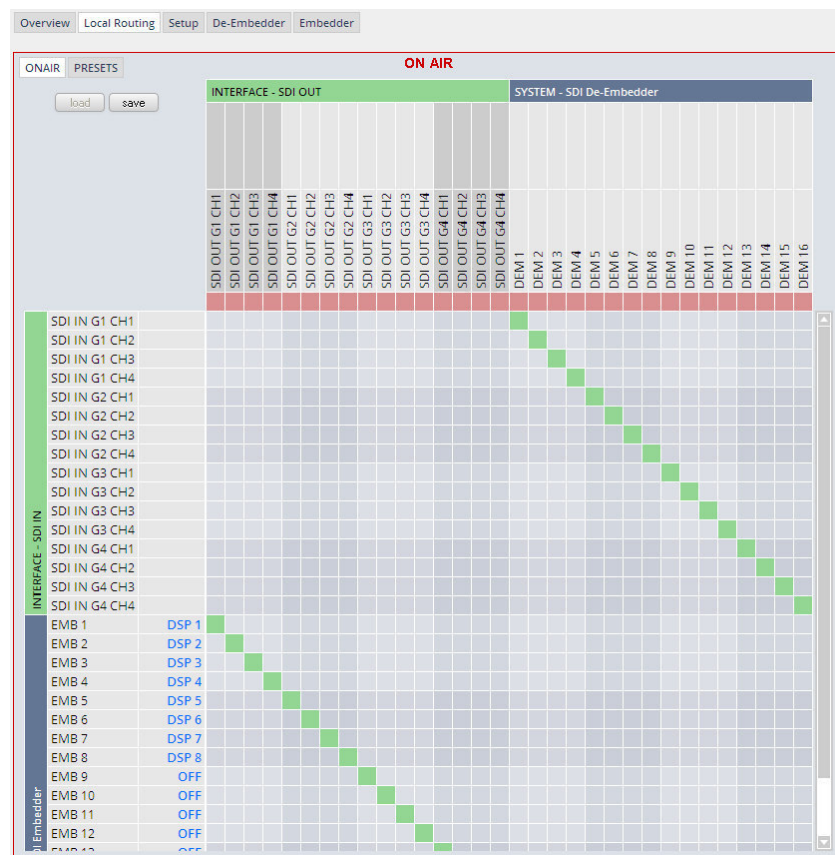 Overview Local Routing Setup De-Embedder Embedder
ON AIR
ONAIR PRESETS
load save
INTERFACE - SDI OUT SYSTEM - SDI De-Embedder
SDI OUT G1 CH1
SDI OUT G1 CH2
SDI OUT G1 CH3
SDI OUT G1 CH4
SDI OUT G2 CH1
SDI OUT G2 CH2
SDI OUT G2 CH3
SDI OUT G2 CH4
SDI OUT G3 CH1
SDI OUT G3 CH2
SDI OUT G3 CH3
SDI OUT G3 CH4
SDI OUT G4 CH1
SDI OUT G4 CH2
SDI OUT G4 CH3
SDI OUT G4 CH4
DEM 1
DEM 2
DEM 3
DEM 4
DEM 5
DEM 6
DEM 7
DEM 8
DEM 9
DEM 10
DEM 11
DEM 12
DEM 13
DEM 14
DEM 15
DEM 16
INTERFACE - SDI IN
SDI IN G1 CH1
SDI IN G1 CH2
SDI IN G1 CH3
SDI IN G1 CH4
SDI IN G2 CH1
SDI IN G2 CH2
SDI IN G2 CH3
SDI IN G2 CH4
SDI IN G3 CH1
SDI IN G3 CH2
SDI IN G3 CH3
SDI IN G3 CH4
SDI IN G4 CH1
SDI IN G4 CH2
SDI IN G4 CH3
SDI IN G4 CH4
DI Embedder
EMB 1 DSP 1
EMB 2 DSP 2
EMB 3 DSP 3
EMB 4 DSP 4
EMB 5 DSP 5
EMB 6 DSP 6
EMB 7 DSP 7
EMB 8 DSP 8
EMB 9 OFF
EMB 10 OFF
EMB 11 OFF
EMB 12 OFF
EMB 13 OFF